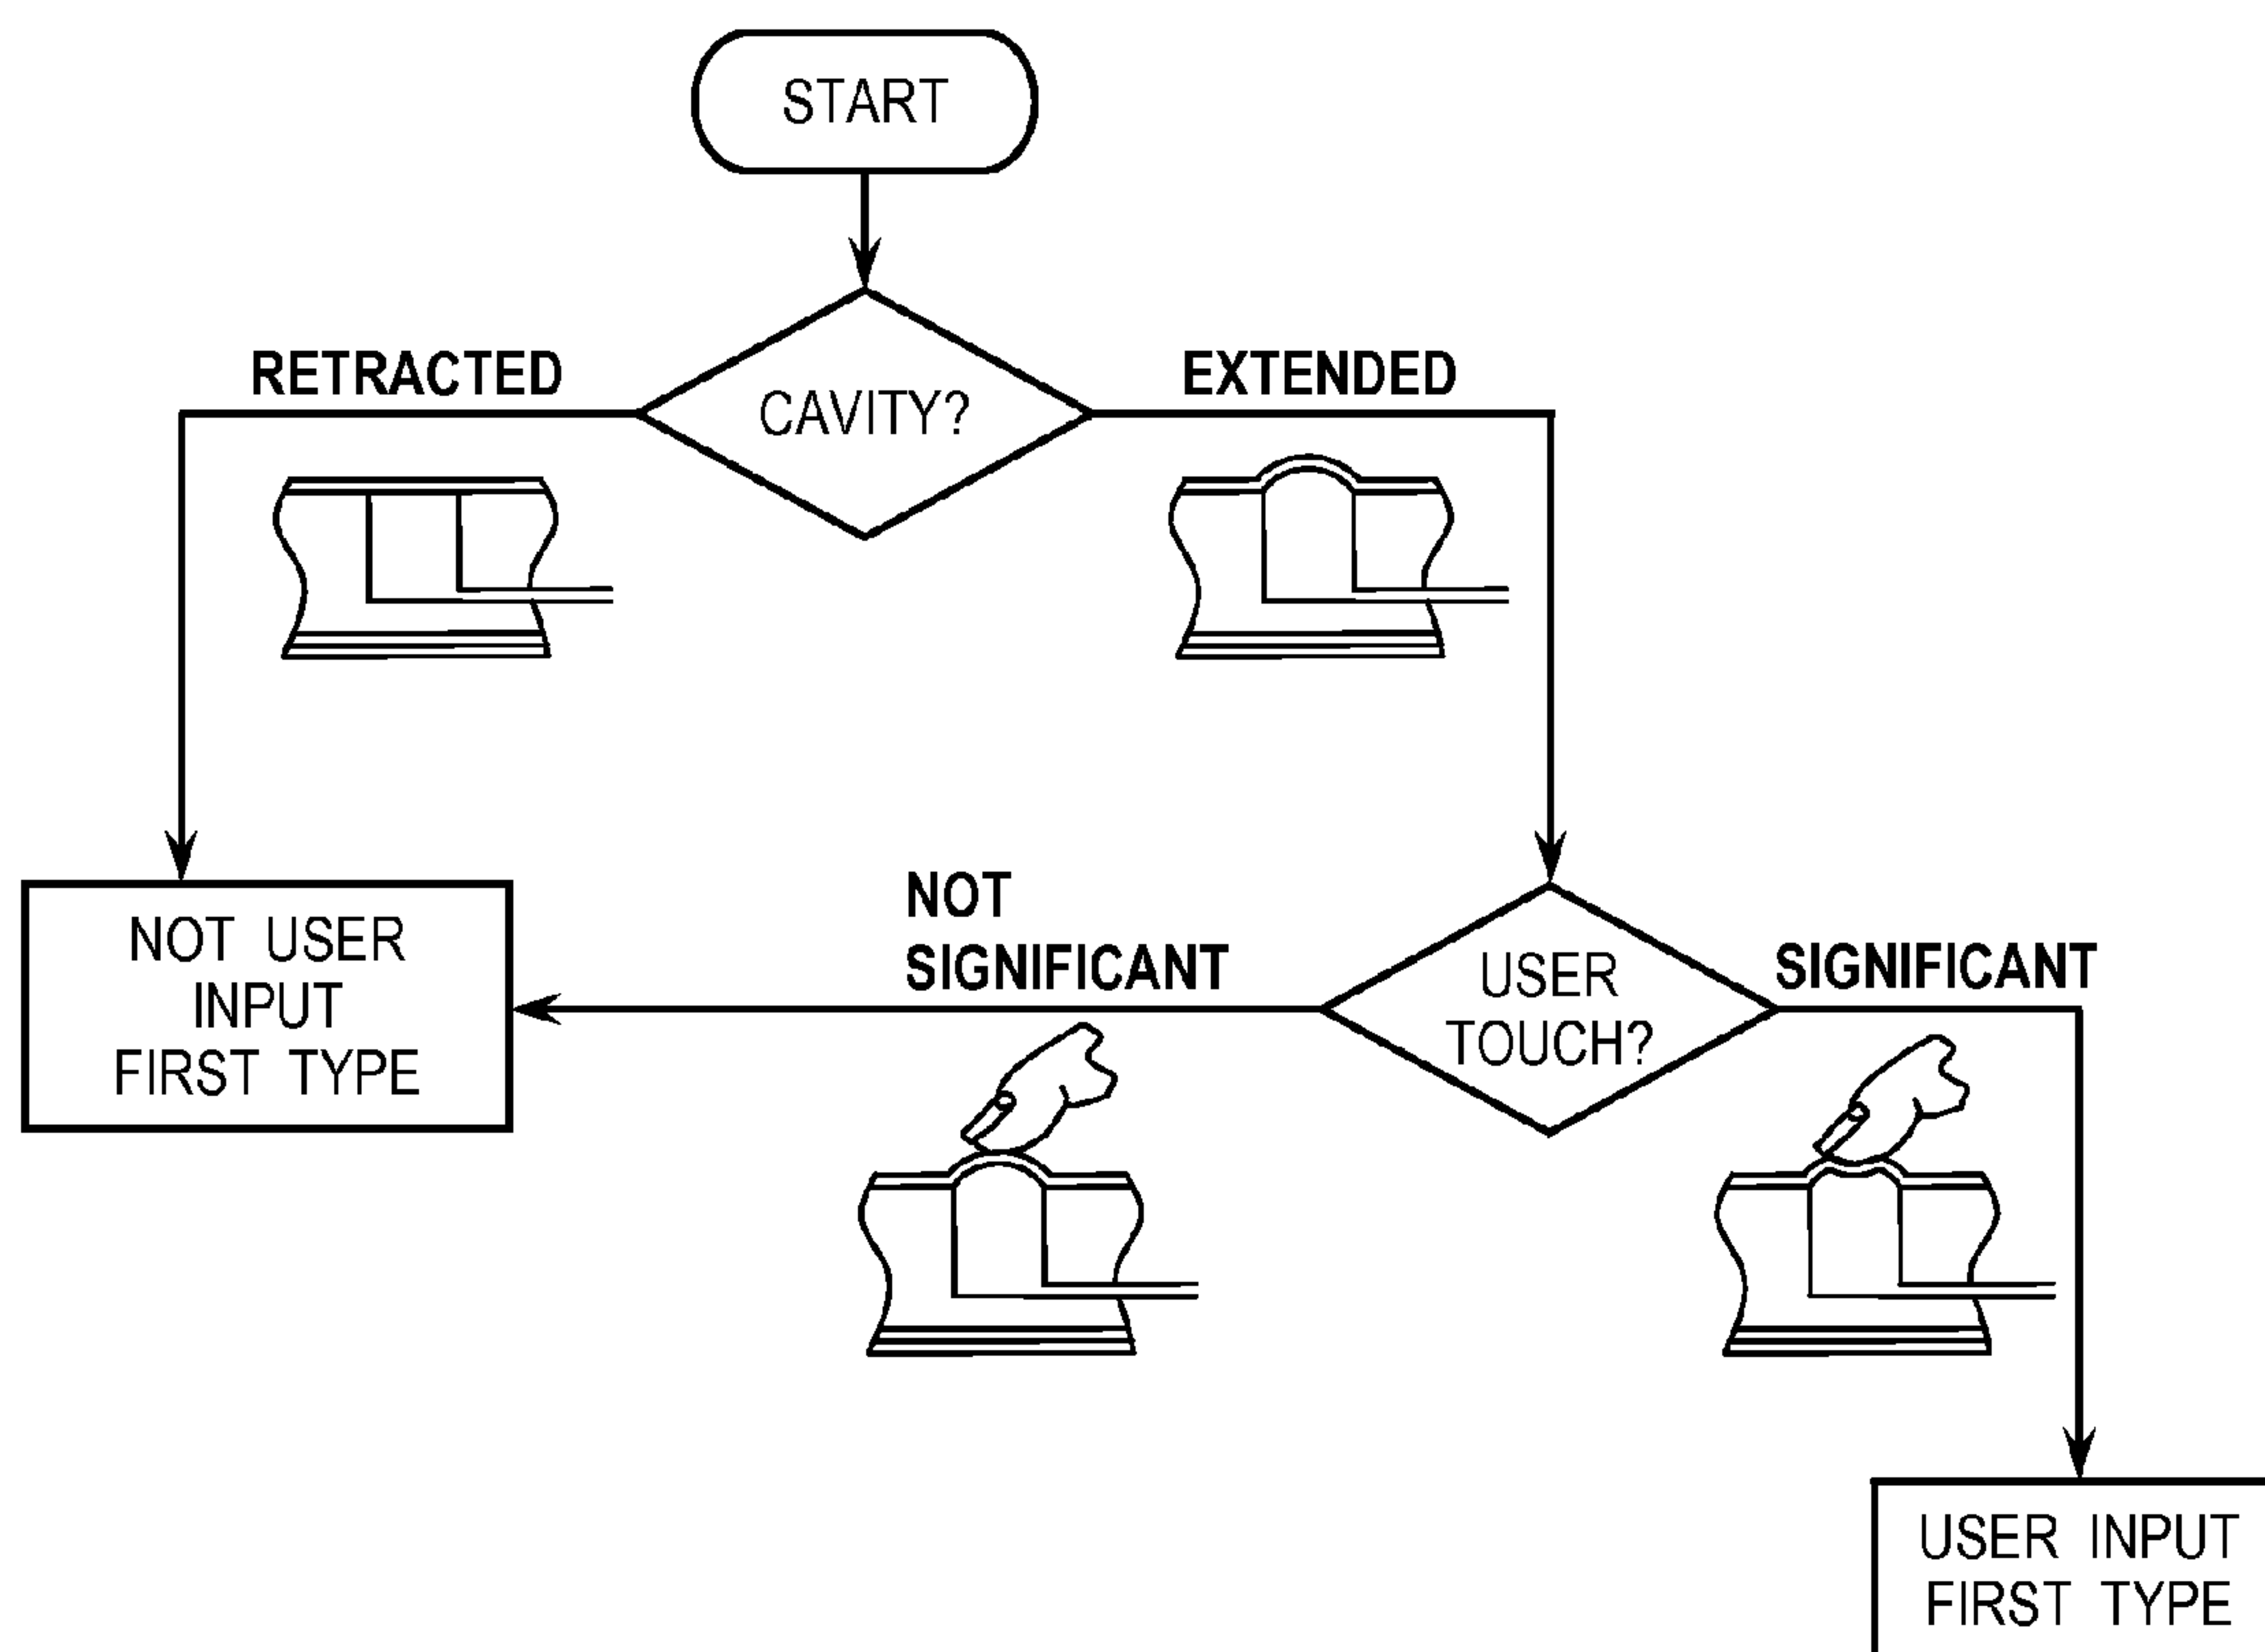 START
RETRACTED
CAVITY?
EXTENDED
NOT USER
INPUT
FIRST TYPE
NOT
SIGNIFICANT
USER
TOUCH?
SIGNIFICANT
USER INPUT
FIRST TYPE